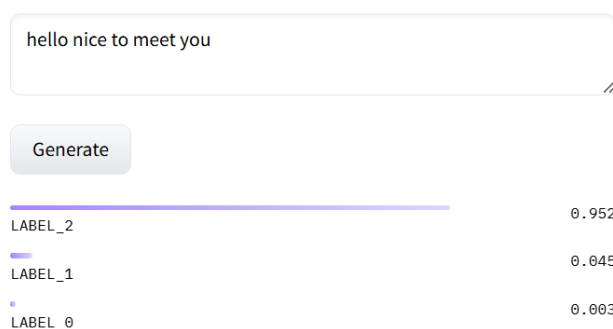 hello nice to meet you
Generate
LABEL_2 0.952
LABEL_1 0.045
LABEL_0 0.003